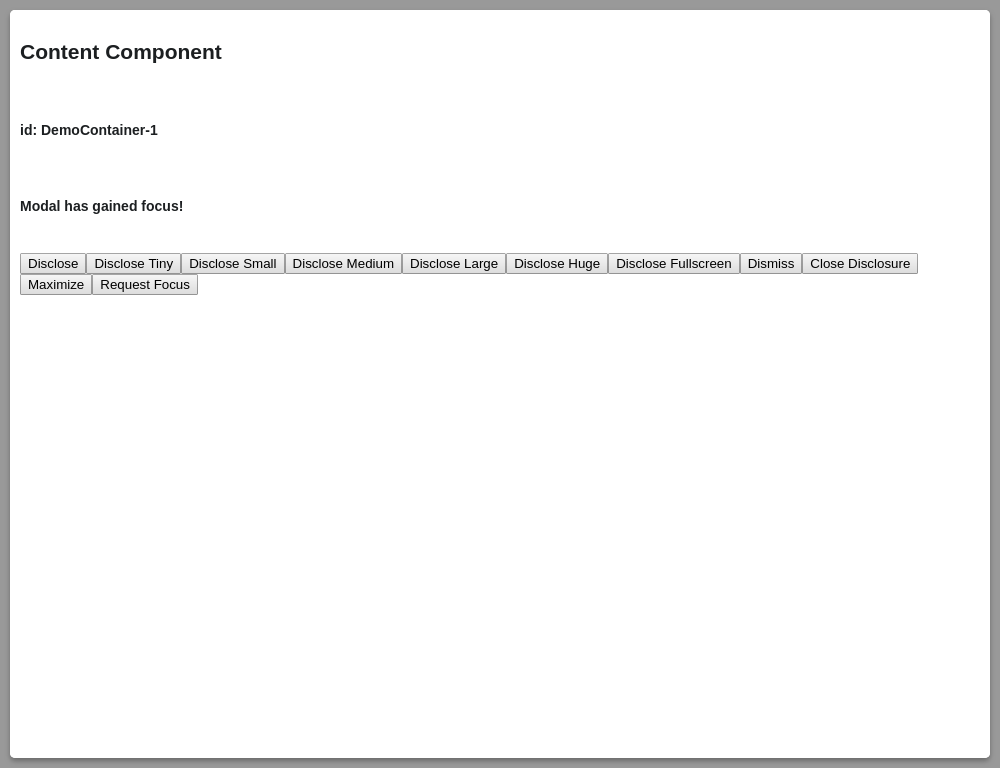 Content Component
id: DemoContainer-1
Modal has gained focus!
Disclose Disclose Tiny Disclose Small Disclose Medium Disclose Large Disclose Huge Disclose Fullscreen Dismiss Close Disclosure
Maximize Request Focus